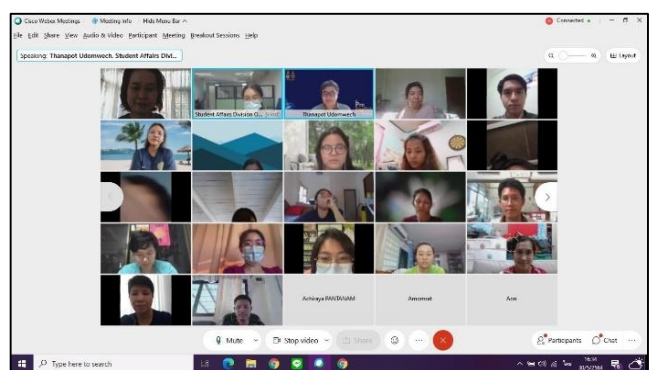 Cisco Webex Meetings Meeting Info Hide Menu Bar Connected
File Edit Share View Audio & Video Participant Meeting Breakout Sessions Help
Speaking: Thanapot Udomwech, Student Affairs Divi... Layout
Student Affairs Division O...
Thanapot Udomwech
Achiraya PANTANAM
Amornrat
Mute Stop video Share Participants Chat
Type here to search
16:34